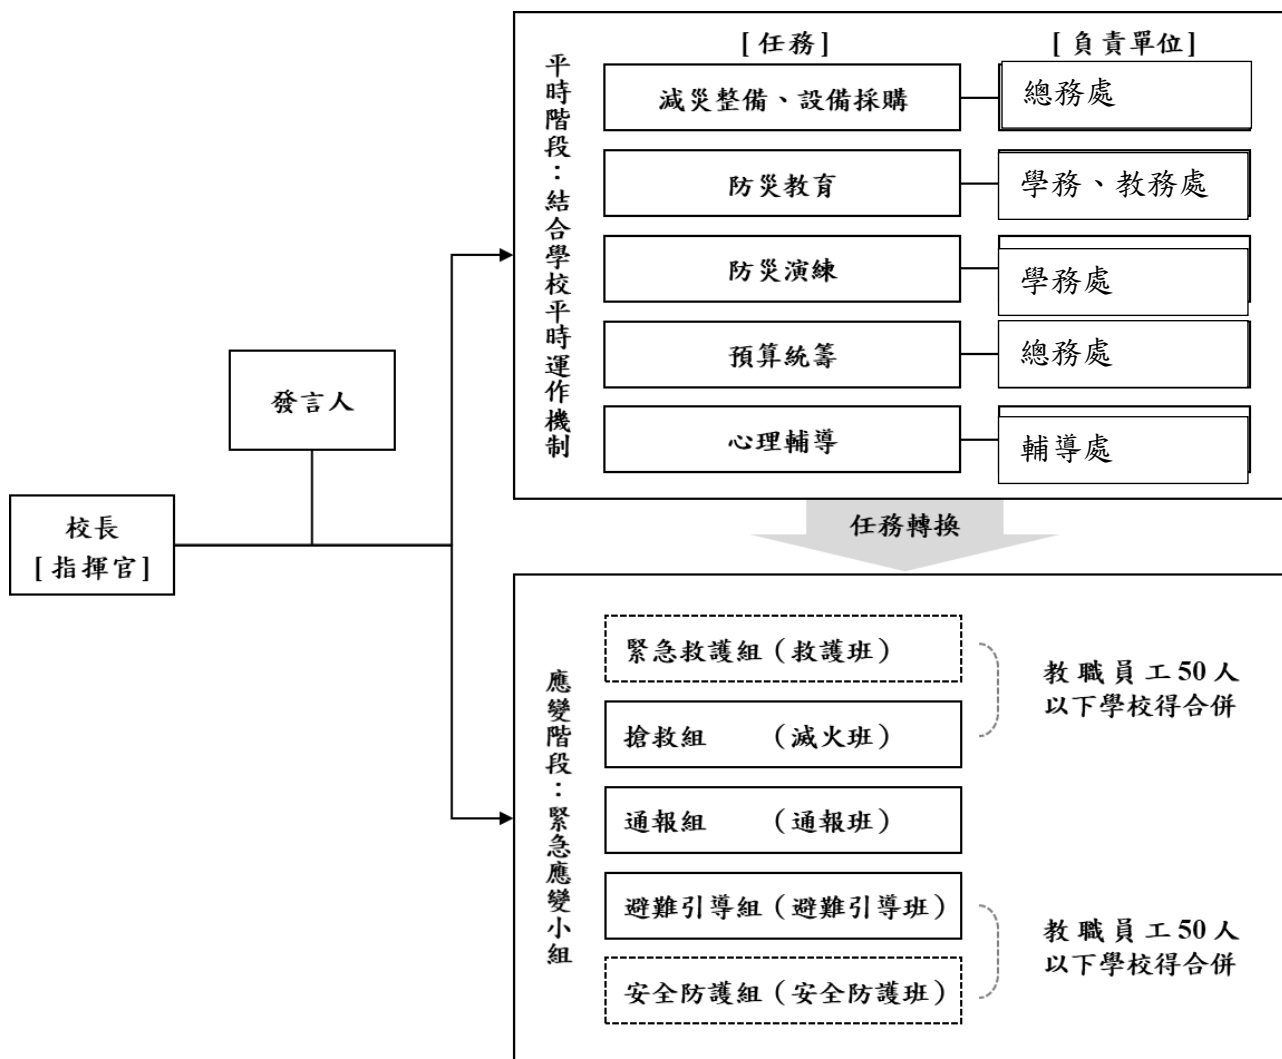 [任務]
[負責單位]
平時階段：結合學校平時運作機制
減災整備、設備採購
總務處
防災教育
學務、教務處
防災演練
學務處
預算統籌
總務處
心理輔導
輔導處
發言人
校長
[指揮官]
任務轉換
應變階段：緊急應變小組
緊急救護組（救護班）
搶救組　　（滅火班）
教職員工50人
以下學校得合併
通報組　　（通報班）
避難引導組（避難引導班）
安全防護組（安全防護班）
教職員工50人
以下學校得合併